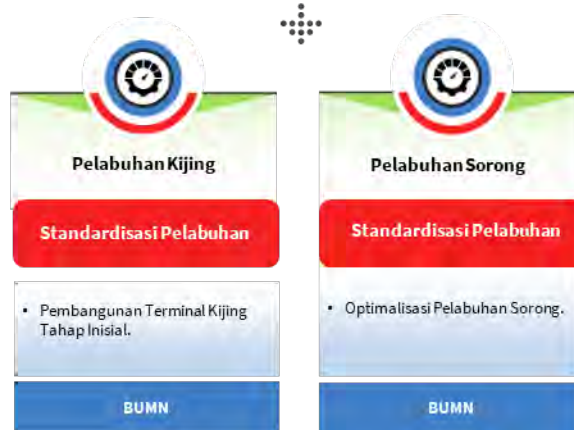 Pelabuhan Kijing
Standardisasi Pelabuhan
• Pembangunan Terminal Kijing
Tahap Inisial.
BUMN
Pelabuhan Sorong
Standardisasi Pelabuhan
• Optimalisasi Pelabuhan Sorong.
BUMN